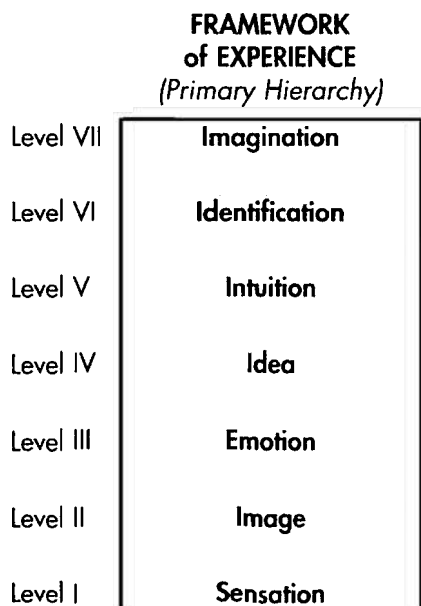 FRAMEWORK
of EXPERIENCE
(Primary Hierarchy)
Level VII Imagination
Level VI Identification
Level V Intuition
Level IV Idea
Level III Emotion
Level II Image
Level I Sensation